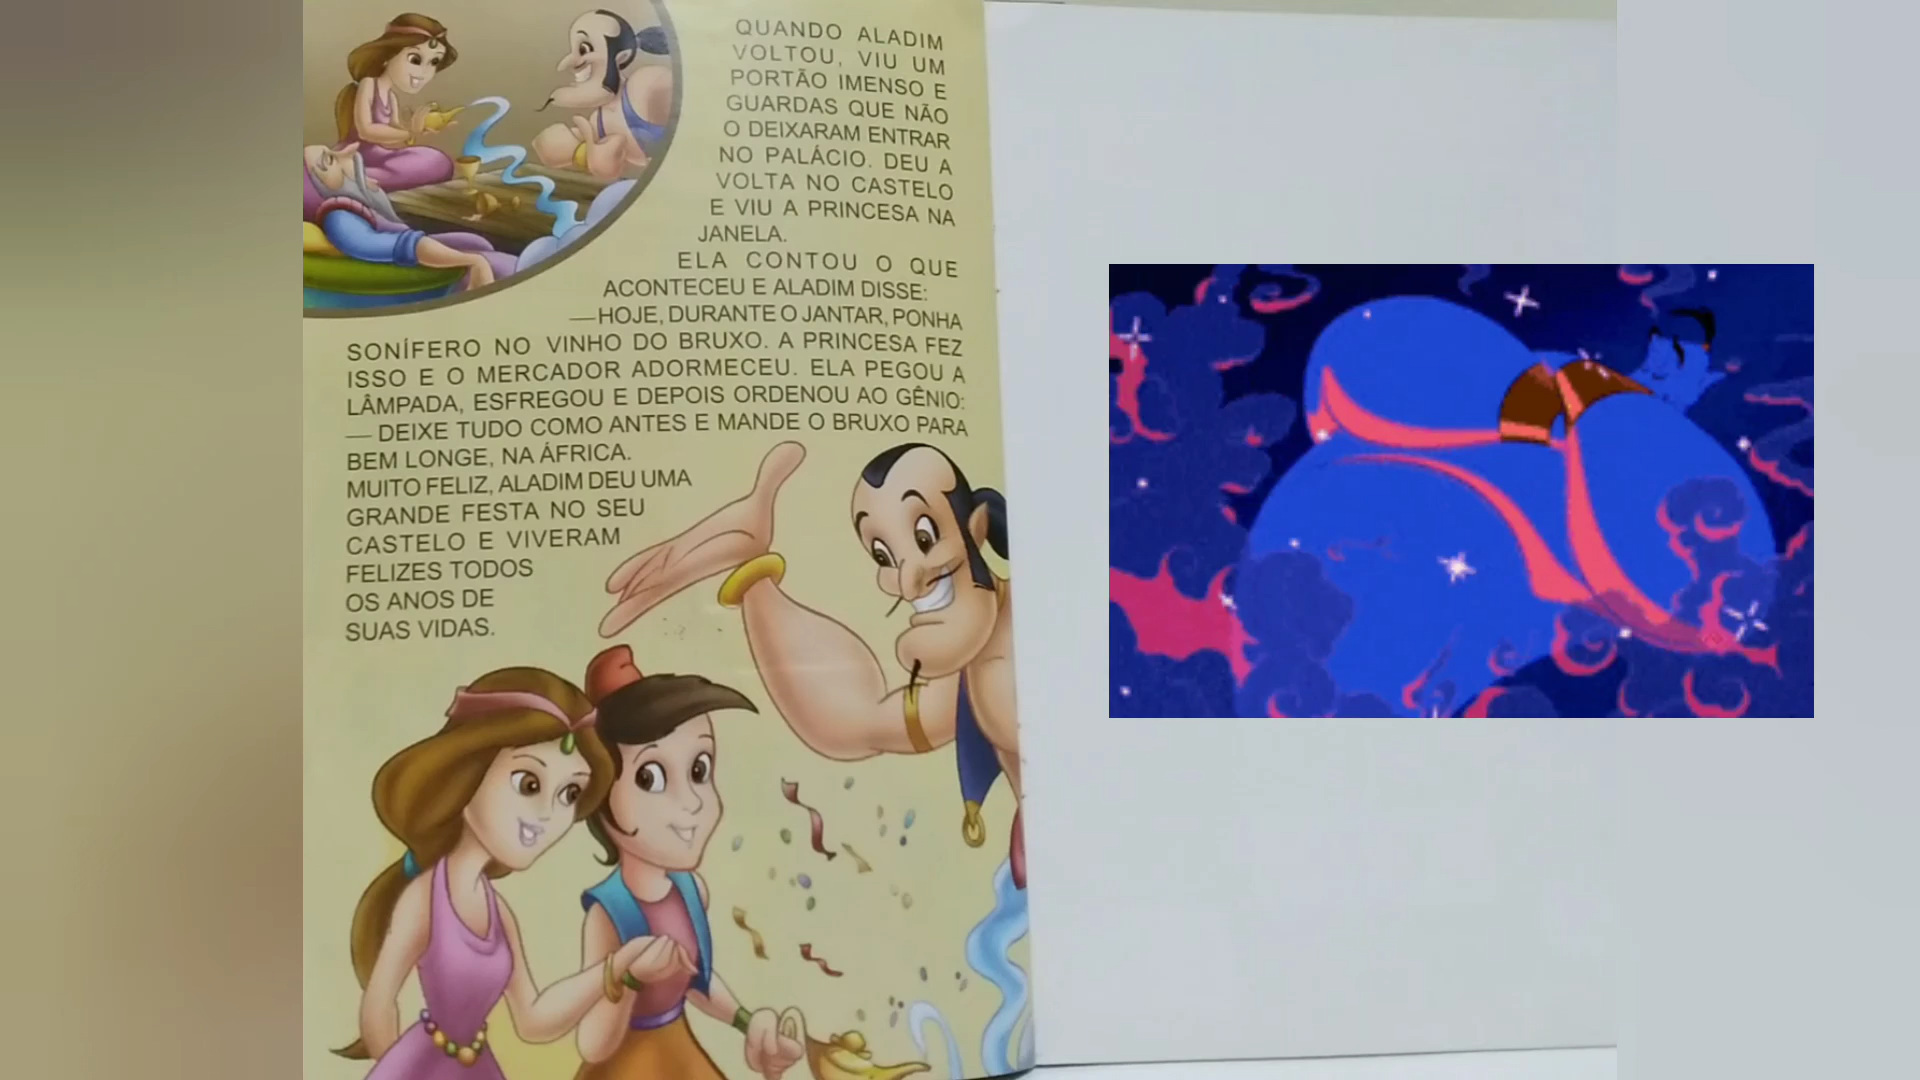 QUANDO ALADIM
VOLTOU, VIU UM
PORTÃO IMENSO E
GUARDAS QUE NÃO
O DEIXARAM ENTRAR
NO PALÁCIO. DEU A
VOLTA NO CASTELO
E VIU A PRINCESA NA
JANELA.
ELA CONTOU O QUE
ACONTECEU E ALADIM DISSE:
—HOJE, DURANTE O JANTAR, PONHA
SONÍFERO NO VINHO DO BRUXO. A PRINCESA FEZ
ISSO E O MERCADOR ADORMECEU. ELA PEGOU A
LÂMPADA, ESFREGOU E DEPOIS ORDENOU AO GÊNIO:
— DEIXE TUDO COMO ANTES E MANDE O BRUXO PARA
BEM LONGE, NA ÁFRICA.
MUITO FELIZ, ALADIM DEU UMA
GRANDE FESTA NO SEU
CASTELO E VIVERAM
FELIZES TODOS
OS ANOS DE
SUAS VIDAS.